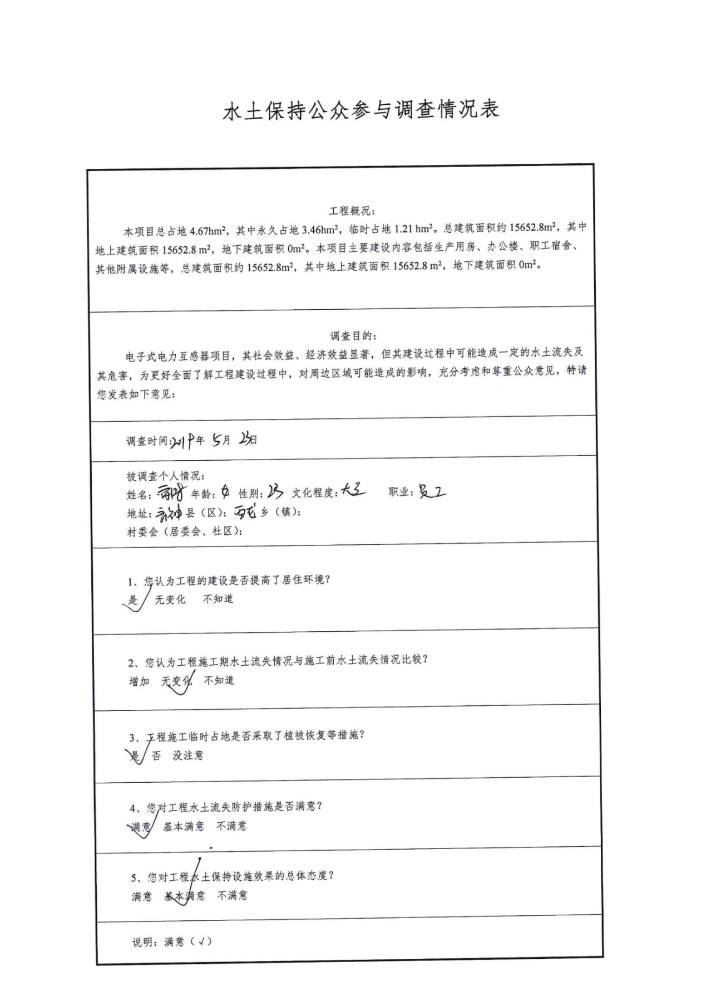 水土保持公众参与调查情况表
工程概况：
本项目总占地 4.67hm²，其中永久占地 3.46hm²，临时占地 1.21 hm²。总建筑面积约 15652.8m²，其中
地上建筑面积 15652.8 m²，地下建筑面积 0m²。本项目主要建设内容包括生产用房、办公楼、职工宿舍、
其他附属设施等，总建筑面积约 15652.8m²，其中地上建筑面积 15652.8 m²，地下建筑面积 0m²。
调查目的：
电子式电力互感器项目，其社会效益、经济效益显著，但其建设过程中可能造成一定的水土流失及
其危害，为更好全面了解工程建设过程中，对周边区域可能造成的影响，充分考虑和尊重公众意见，特请
您发表如下意见：
调查时间：2019年 5月 23日
被调查个人情况：
姓名： 年龄：女 性别：23 文化程度：大专 职业：员工
地址： 县（区）： 乡（镇）：
村委会（居委会、社区）：
1、您认为工程的建设是否提高了居住环境？
是√ 无变化 不知道
2、您认为工程施工期水土流失情况与施工前水土流失情况比较？
增加 无变化√ 不知道
3、工程施工临时占地是否采取了植被恢复等措施？
是√ 否 没注意
4、您对工程水土流失防护措施是否满意？
满意√ 基本满意 不满意
5、您对工程水土保持设施效果的总体态度？
满意 基本满意√ 不满意
说明：满意（√）